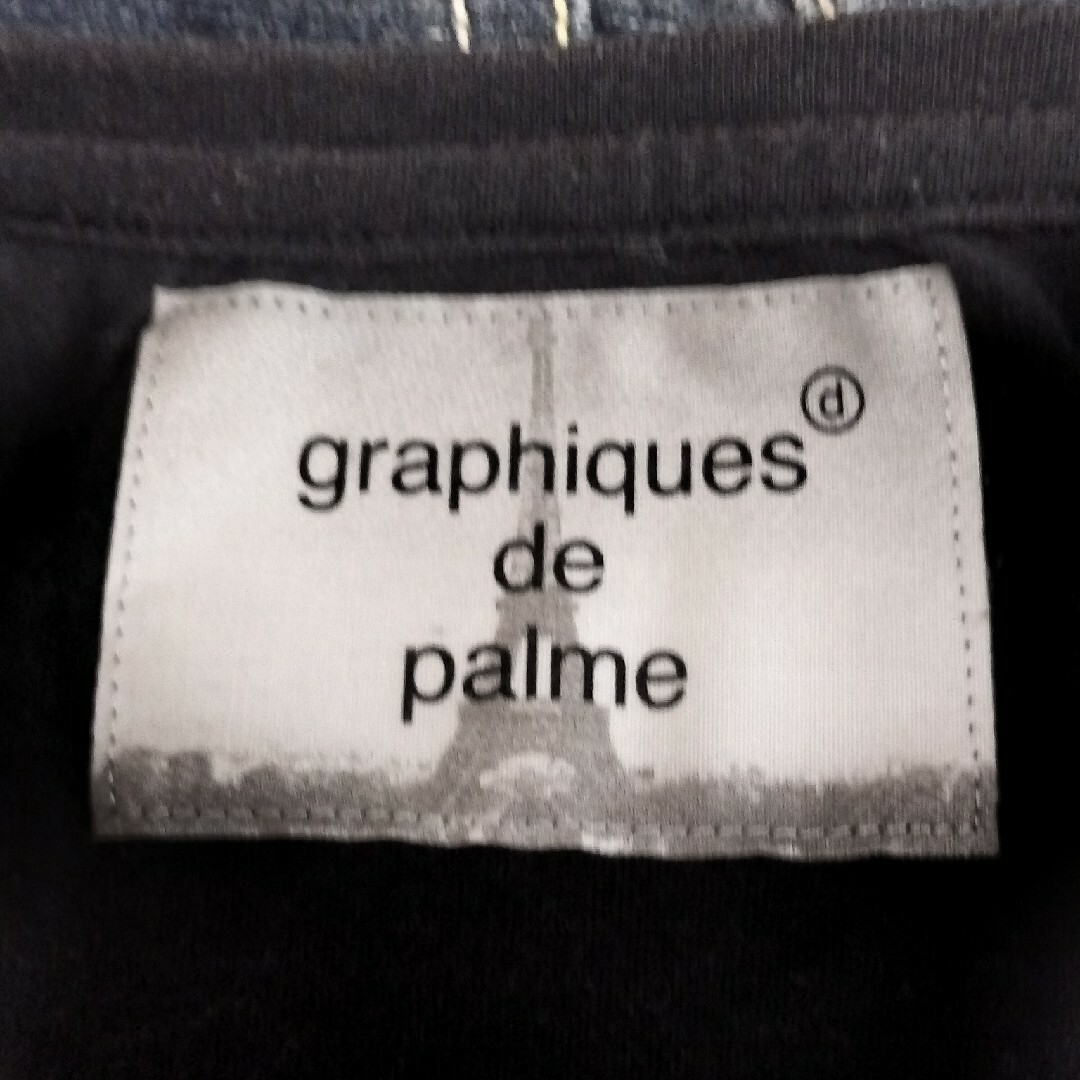 graphiques ⓓ
de
palme